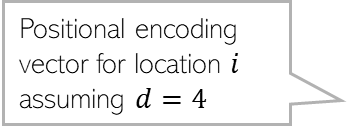 Positional encoding
vector for location i
assuming d = 4